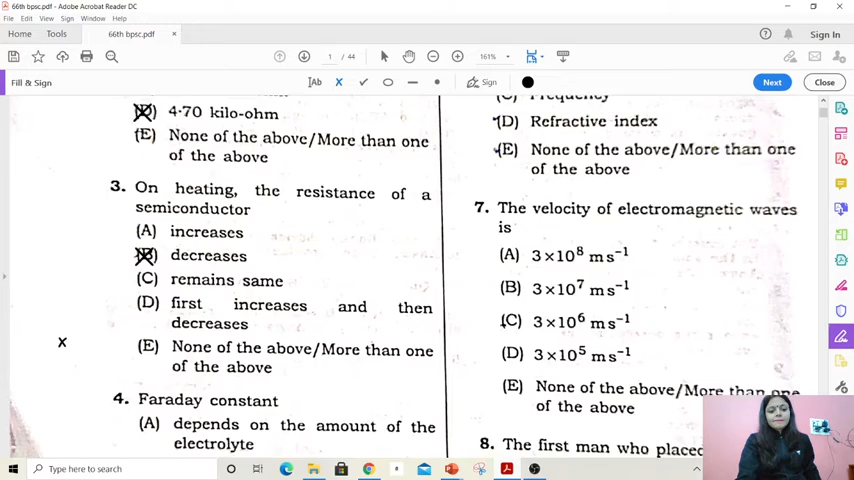 66th bpsc.pdf - Adobe Acrobat Reader DC
File Edit View Sign Window Help
Home Tools 66th bpsc.pdf × Sign In
1 / 44 161%
Fill & Sign Ab Sign Next Close
(D) 4·70 kilo-ohm
(E) None of the above/More than one
of the above
3. On heating, the resistance of a
semiconductor
(A) increases
(B) decreases
(C) remains same
(D) first increases and then
decreases
X
(E) None of the above/More than one
of the above
4. Faraday constant
(A) depends on the amount of the
electrolyte
(C) Frequency
(D) Refractive index
(E) None of the above/More than one
of the above
7. The velocity of electromagnetic waves
is
(A) 3×10⁸ m s⁻¹
(B) 3×10⁷ m s⁻¹
(C) 3×10⁶ m s⁻¹
(D) 3×10⁵ m s⁻¹
(E) None of the above/More than one
of the above
8. The first man who placed
Type here to search